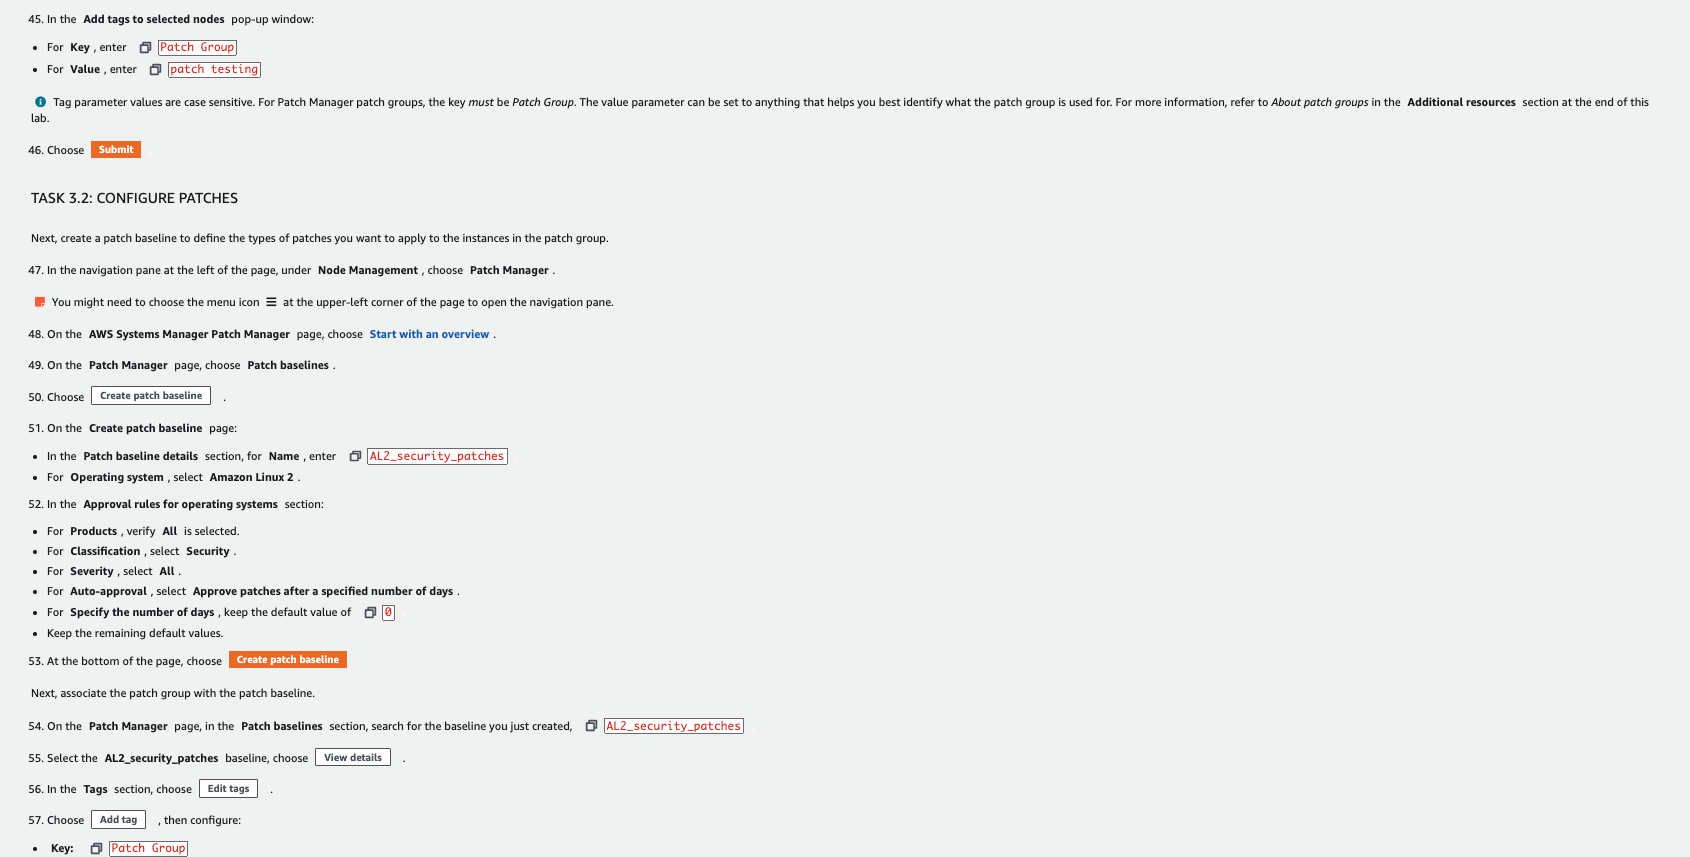 45. In the Add tags to selected nodes pop-up window:
• For Key , enter Patch Group
• For Value , enter patch testing
Tag parameter values are case sensitive. For Patch Manager patch groups, the key must be Patch Group. The value parameter can be set to anything that helps you best identify what the patch group is used for. For more information, refer to About patch groups in the Additional resources section at the end of this
lab.
46. Choose Submit
TASK 3.2: CONFIGURE PATCHES
Next, create a patch baseline to define the types of patches you want to apply to the instances in the patch group.
47. In the navigation pane at the left of the page, under Node Management , choose Patch Manager .
You might need to choose the menu icon ☰ at the upper-left corner of the page to open the navigation pane.
48. On the AWS Systems Manager Patch Manager page, choose Start with an overview .
49. On the Patch Manager page, choose Patch baselines .
50. Choose Create patch baseline .
51. On the Create patch baseline page:
• In the Patch baseline details section, for Name , enter AL2_security_patches
• For Operating system , select Amazon Linux 2 .
52. In the Approval rules for operating systems section:
• For Products , verify All is selected.
• For Classification , select Security .
• For Severity , select All .
• For Auto-approval , select Approve patches after a specified number of days .
• For Specify the number of days , keep the default value of 0
• Keep the remaining default values.
53. At the bottom of the page, choose Create patch baseline
Next, associate the patch group with the patch baseline.
54. On the Patch Manager page, in the Patch baselines section, search for the baseline you just created, AL2_security_patches
55. Select the AL2_security_patches baseline, choose View details .
56. In the Tags section, choose Edit tags .
57. Choose Add tag , then configure:
• Key: Patch Group